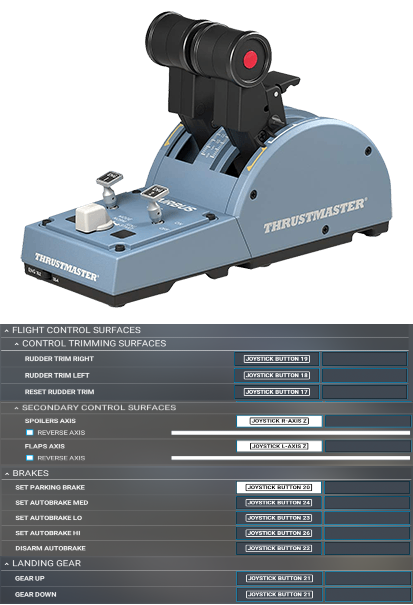 AIRBUS
THRUSTMASTER®
THRUSTMASTER®
FLIGHT CONTROL SURFACES
CONTROL TRIMMING SURFACES
RUDDER TRIM RIGHT JOYSTICK BUTTON 19
RUDDER TRIM LEFT JOYSTICK BUTTON 18
RESET RUDDER TRIM JOYSTICK BUTTON 17
SECONDARY CONTROL SURFACES
SPOILERS AXIS JOYSTICK R-AXIS Z
REVERSE AXIS
FLAPS AXIS JOYSTICK L-AXIS Z
REVERSE AXIS
BRAKES
SET PARKING BRAKE JOYSTICK BUTTON 20
SET AUTOBRAKE MED JOYSTICK BUTTON 24
SET AUTOBRAKE LO JOYSTICK BUTTON 23
SET AUTOBRAKE HI JOYSTICK BUTTON 26
DISARM AUTOBRAKE JOYSTICK BUTTON 22
LANDING GEAR
GEAR UP JOYSTICK BUTTON 21
GEAR DOWN JOYSTICK BUTTON 21